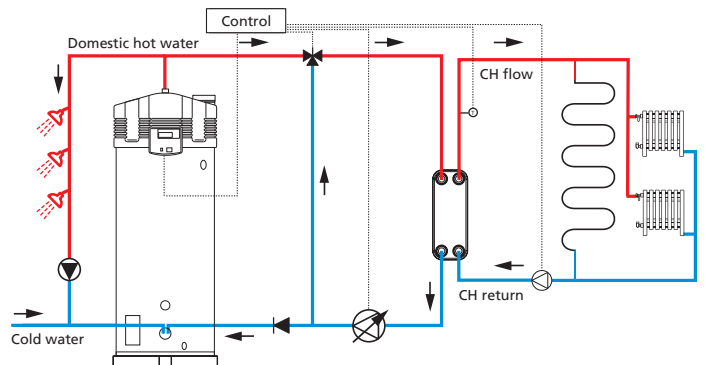 Control
Domestic hot water
CH flow
T
CH return
Cold water